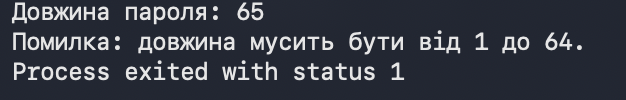 Довжина пароля: 65
Помилка: довжина мусить бути від 1 до 64.
Process exited with status 1